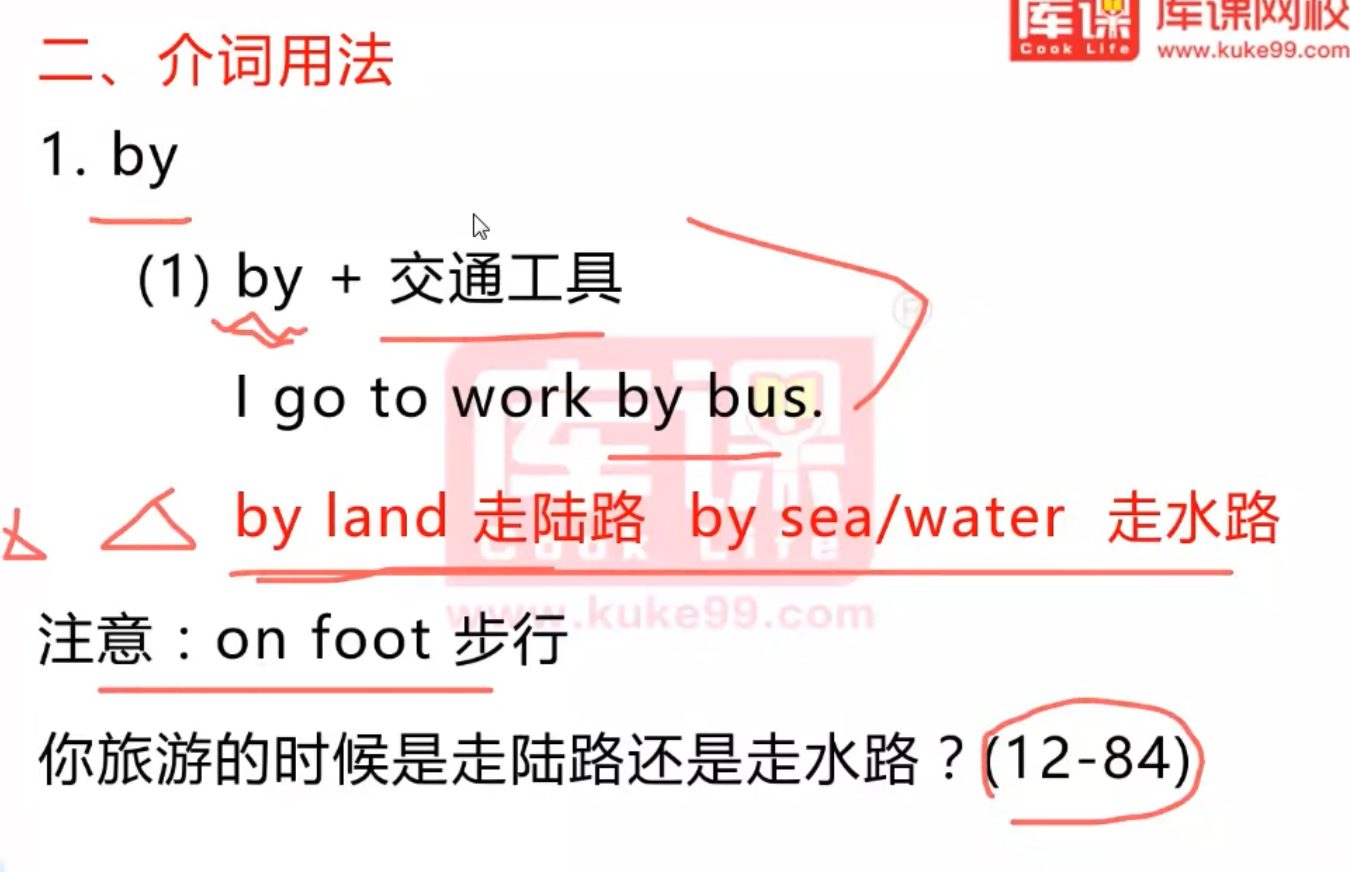 库课 库课网校
Cook Life www.kuke99.com
二、介词用法
1. by
(1) by + 交通工具
I go to work by bus.
by land 走陆路 by sea/water 走水路
注意：on foot 步行
你旅游的时候是走陆路还是走水路？(12-84)
库课
Cook Life
www.kuke99.com